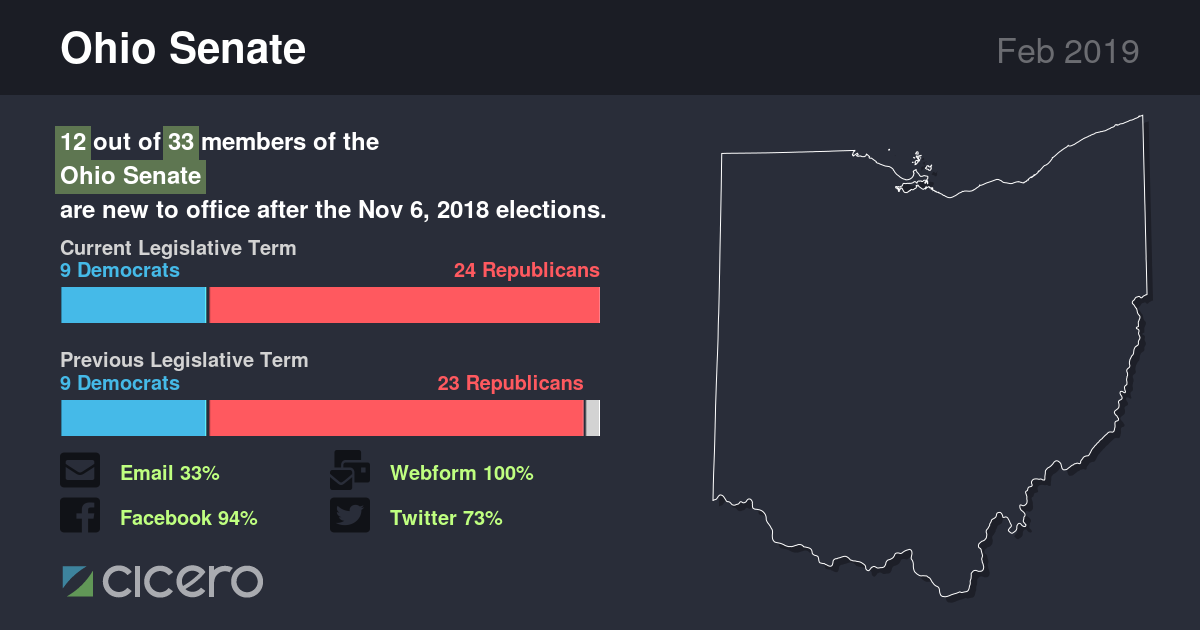 Ohio Senate
Feb 2019
12 out of 33 members of the
Ohio Senate
are new to office after the Nov 6, 2018 elections.
Current Legislative Term
9 Democrats
24 Republicans
Previous Legislative Term
9 Democrats
23 Republicans
Email 33%
Webform 100%
Facebook 94%
Twitter 73%
cicero